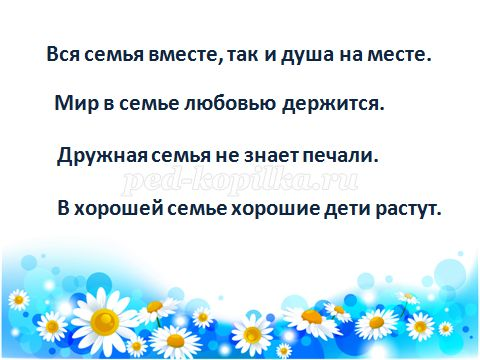 Вся семья вместе, так и душа на месте.
Мир в семье любовью держится.
Дружная семья не знает печали.
ped-kopilka.ru
В хорошей семье хорошие дети растут.